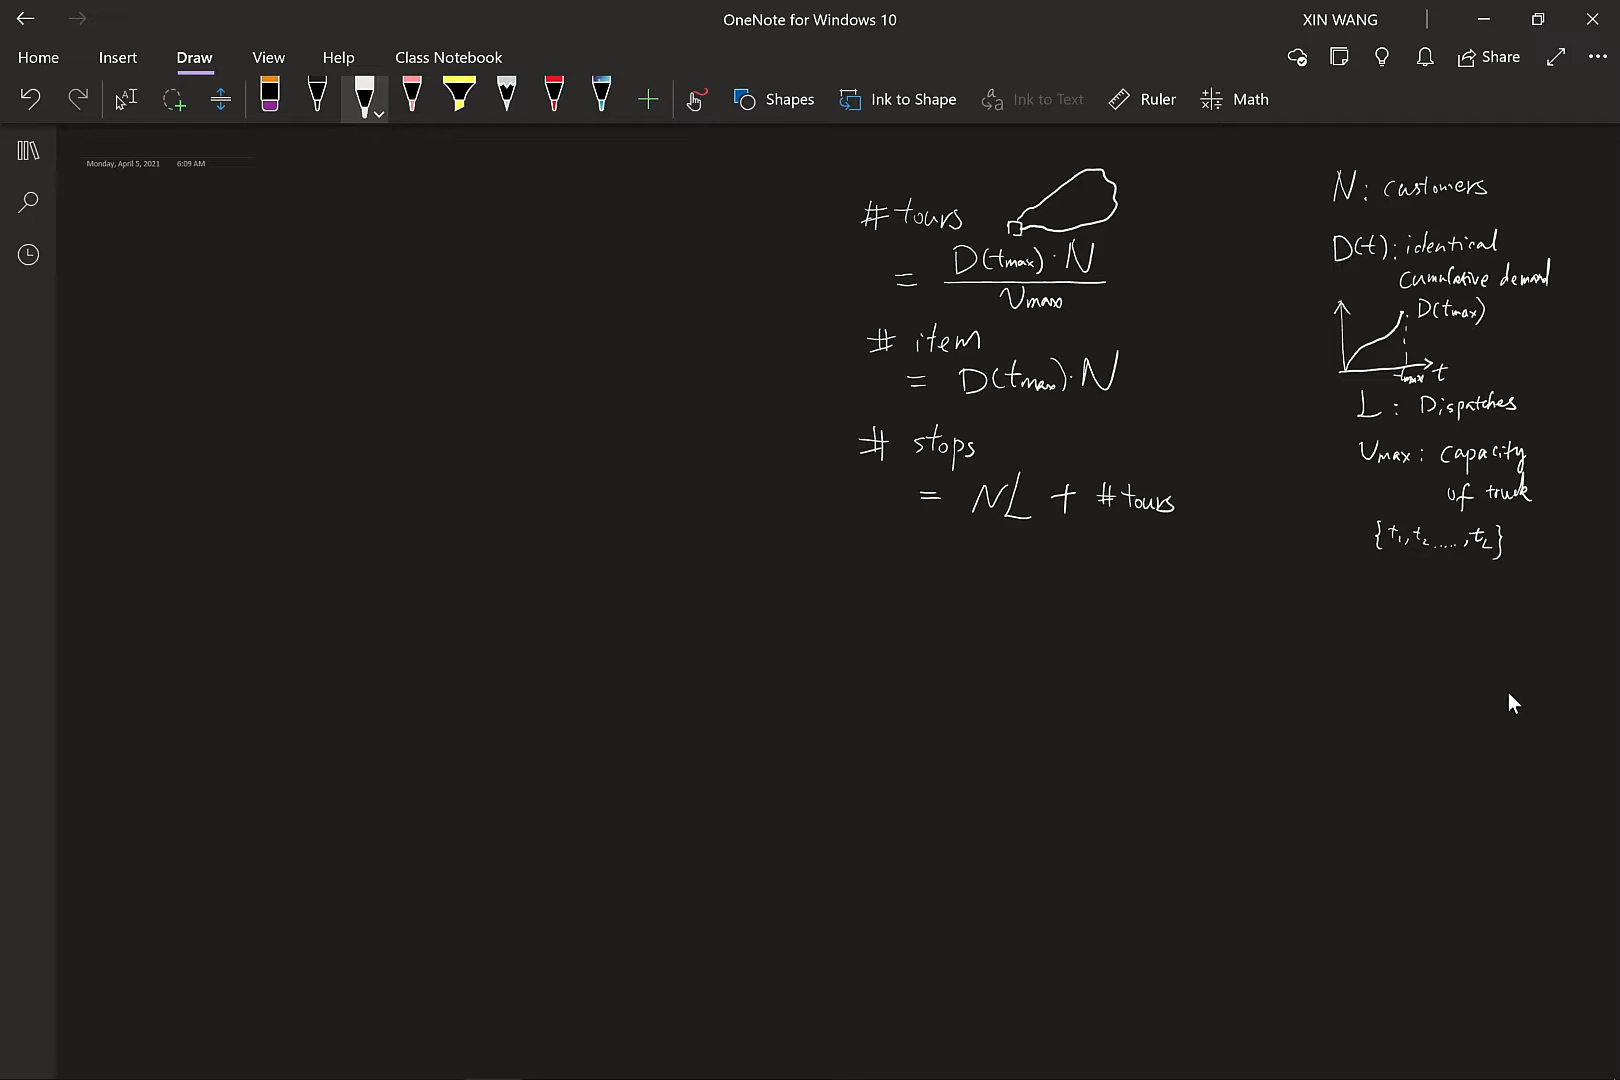 OneNote for Windows 10
XIN WANG
Home Insert Draw View Help Class Notebook
Share
Shapes Ink to Shape Ink to Text Ruler Math
Monday, April 5, 2021 6:09 AM
# tours
= D(tmax) · N / Vmax
# item
= D(tmax) · N
# stops
= NL + # tours
N: customers
D(t): identical
cumulative demand
D(tmax)
tmax t
L : Dispatches
Vmax : capacity
of truck
{t1, t2 ....., tL}